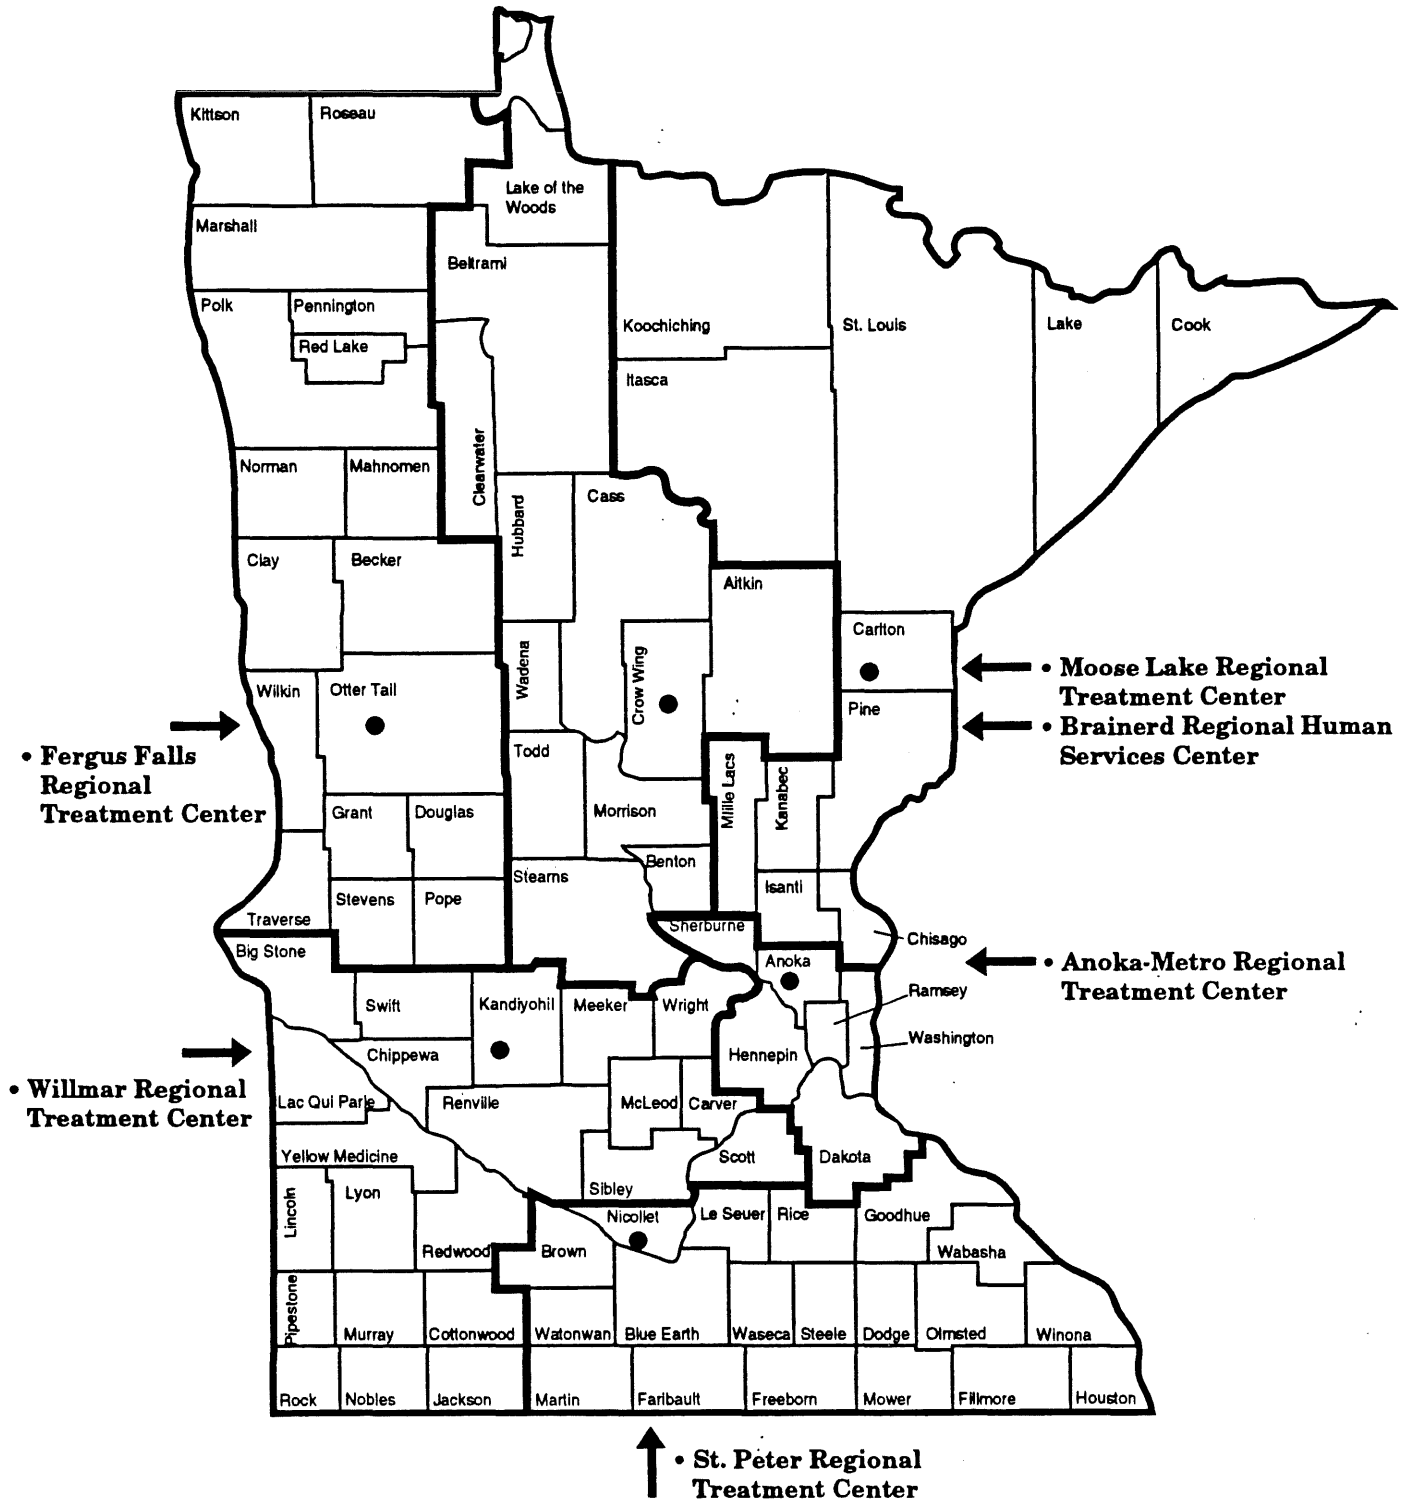 Kittson
Roseau
Lake of the
Woods
Marshall
Beltrami
Polk
Pennington
Red Lake
Koochiching
St. Louis
Lake
Cook
Itasca
Clearwater
Norman
Mahnomen
Hubbard
Cass
Clay
Becker
Aitkin
Carlton
Wadena
Crow Wing
• Moose Lake Regional
Treatment Center
Wilkin
Otter Tail
Pine
• Brainerd Regional Human
Services Center
• Fergus Falls
Regional
Treatment Center
Todd
Mille Lacs
Kanabec
Grant
Douglas
Morrison
Benton
Stearns
Isanti
Stevens
Pope
Traverse
Sherburne
Chisago
Big Stone
Anoka
• Anoka-Metro Regional
Treatment Center
Swift
Kandiyohil
Meeker
Wright
Ramsey
Washington
Chippewa
Hennepin
• Willmar Regional
Treatment Center
Lac Qui Parle
Renville
McLeod
Carver
Yellow Medicine
Scott
Dakota
Lincoln
Lyon
Sibley
Nicollet
Le Seuer
Rice
Goodhue
Redwood
Brown
Wabasha
Pipestone
Murray
Cottonwood
Watonwan
Blue Earth
Waseca
Steele
Dodge
Olmsted
Winona
Rock
Nobles
Jackson
Martin
Faribault
Freeborn
Mower
Fillmore
Houston
• St. Peter Regional
Treatment Center